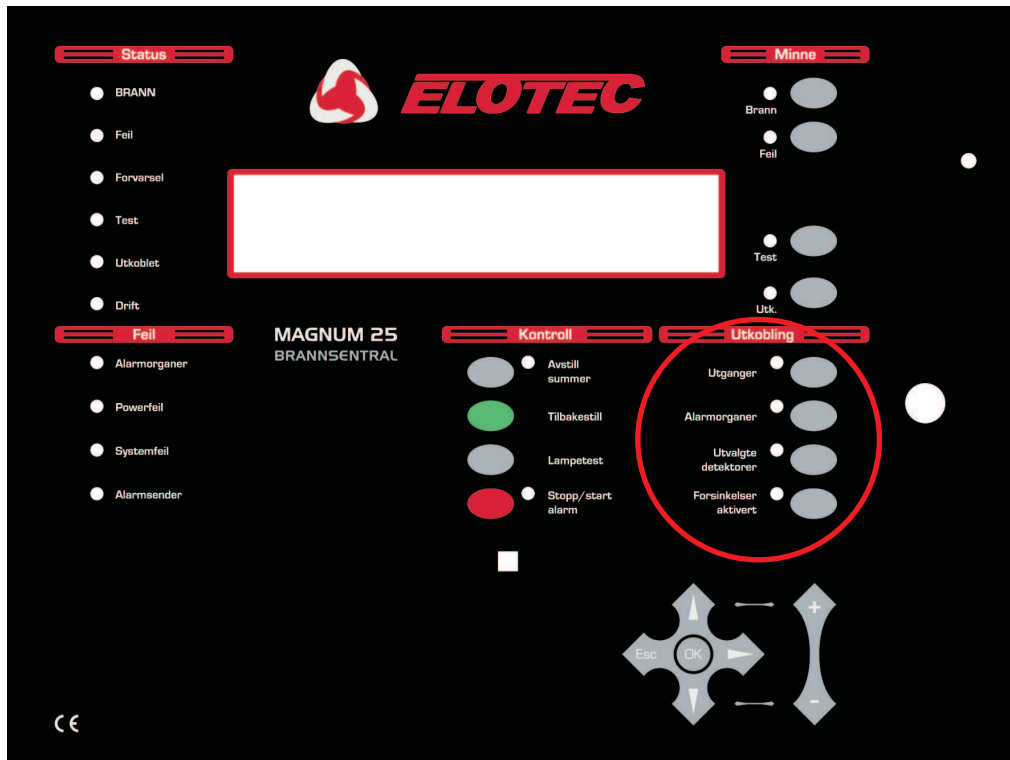 Status
BRANN
Feil
Forvarsel
Test
Utkoblet
Drift
Feil
Alarmorganer
Powerfeil
Systemfeil
Alarmsender
ELOTEC
MAGNUM 25
BRANNSENTRAL
Kontroll
Avstill
summer
Tilbakestill
Lampetest
Stopp/start
alarm
Minne
Brann
Feil
Test
Utk.
Utkobling
Utganger
Alarmorganer
Utvalgte
detektorer
Forsinkelser
aktivert
Esc
OK
+
-
CE